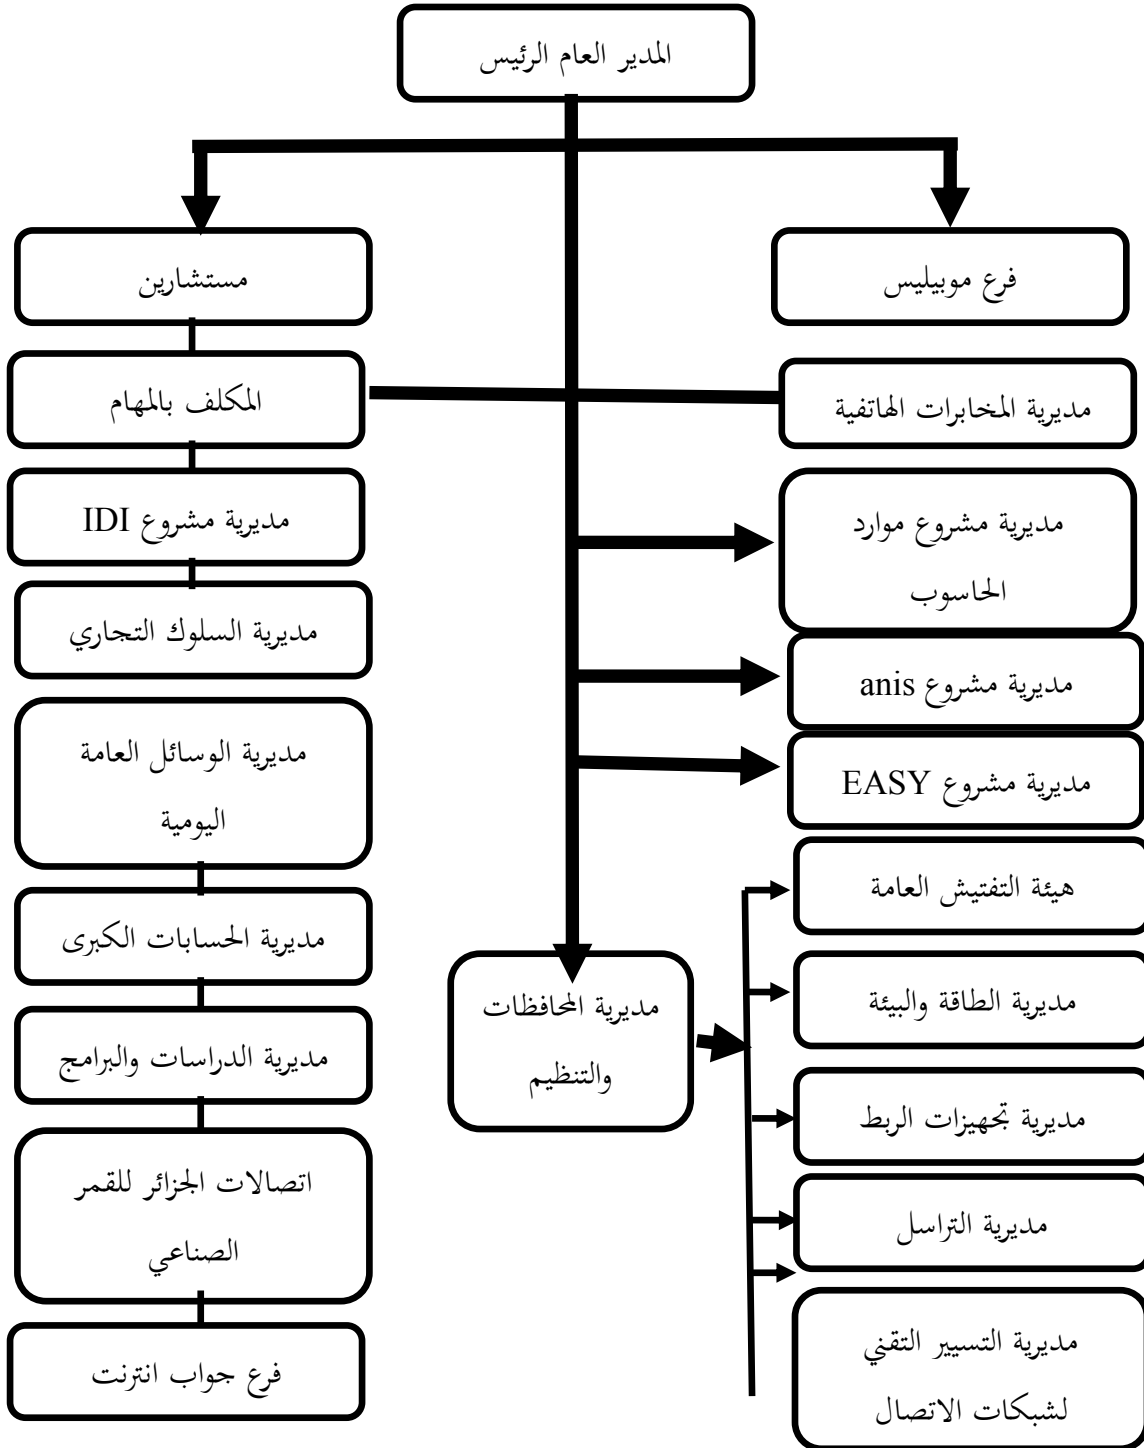 المدير العام الرئيس
فرع موبيليس
مستشارين
مديرية المخابرات الهاتفية
المكلف بالمهام
مديرية مشروع موارد
الحاسوب
مديرية مشروع IDI
مديرية السلوك التجاري
مديرية مشروع anis
مديرية مشروع EASY
مديرية الوسائل العامة
اليومية
هيئة التفتيش العامة
مديرية الحسابات الكبرى
مديرية المحافظات
والتنظيم
مديرية الطاقة والبيئة
مديرية الدراسات والبرامج
مديرية تجهيزات الربط
اتصالات الجزائر للقمر
الصناعي
مديرية التراسل
فرع جواب انترنت
مديرية التسيير التقني
لشبكات الاتصال